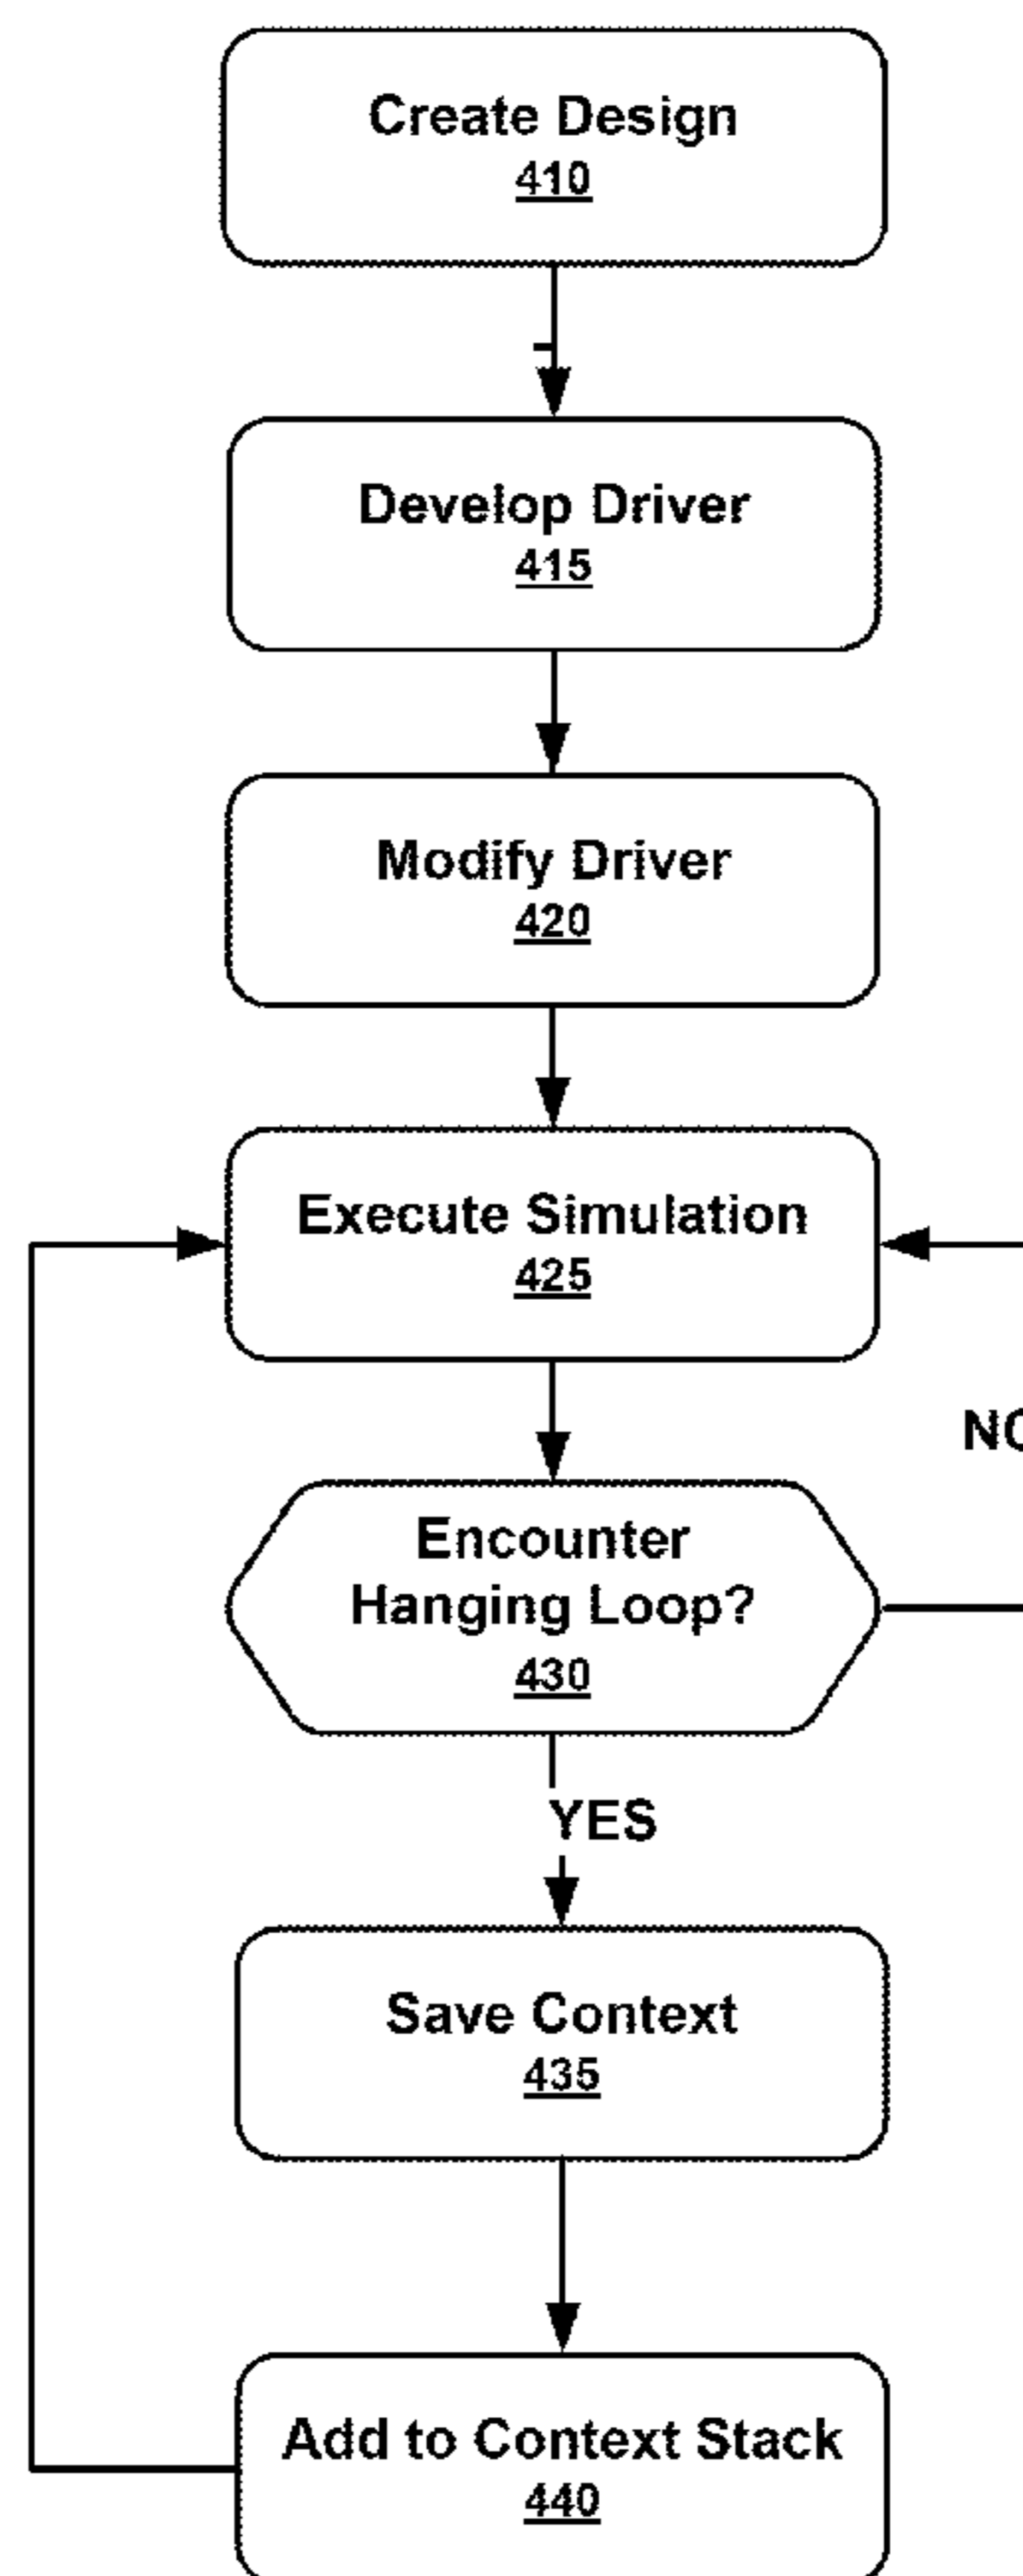 Create Design
410
Develop Driver
415
Modify Driver
420
Execute Simulation
425
NO
Encounter
Hanging Loop?
430
YES
Save Context
435
Add to Context Stack
440